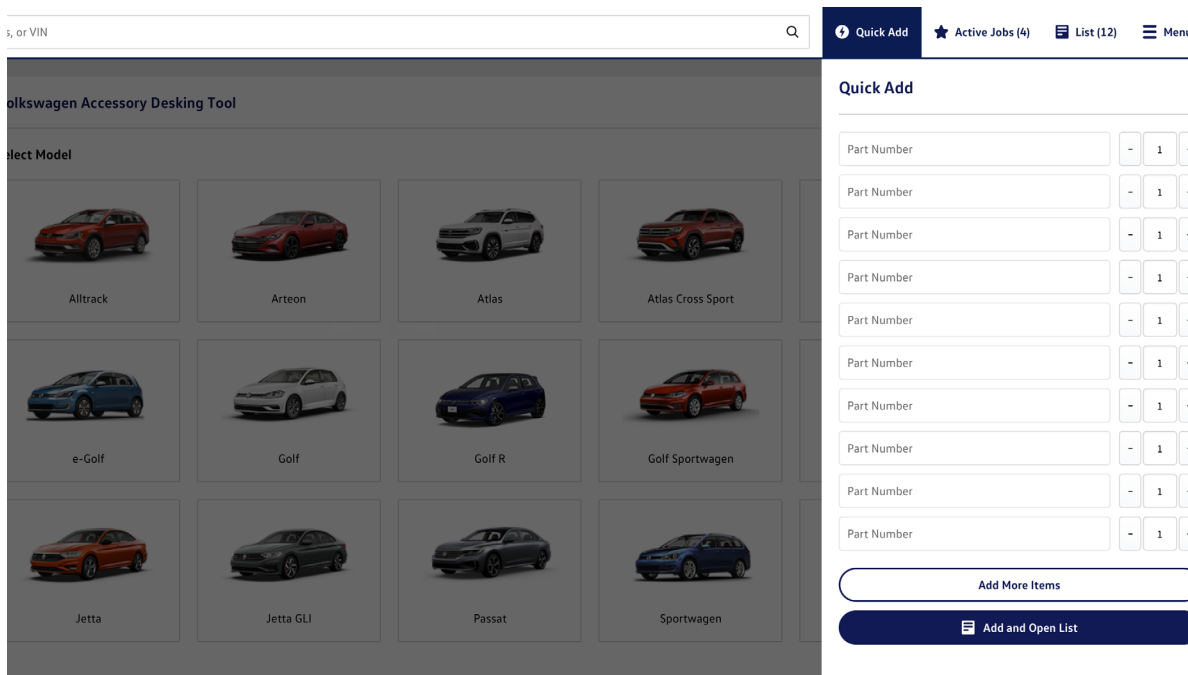 s, or VIN
Quick Add
Active Jobs (4)
List (12)
Menu
olkswagen Accessory Desking Tool
elect Model
Alltrack
Arteon
Atlas
Atlas Cross Sport
e-Golf
Golf
Golf R
Golf Sportwagen
Jetta
Jetta GLI
Passat
Sportwagen
Quick Add
Part Number - 1
Part Number - 1
Part Number - 1
Part Number - 1
Part Number - 1
Part Number - 1
Part Number - 1
Part Number - 1
Part Number - 1
Part Number - 1
Add More Items
Add and Open List